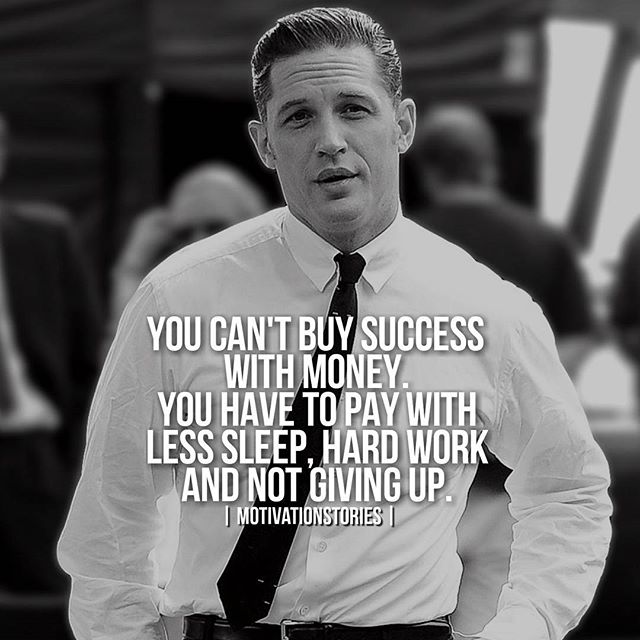 YOU CAN'T BUY SUCCESS
WITH MONEY.
YOU HAVE TO PAY WITH
LESS SLEEP, HARD WORK
AND NOT GIVING UP.
| MOTIVATIONSTORIES |